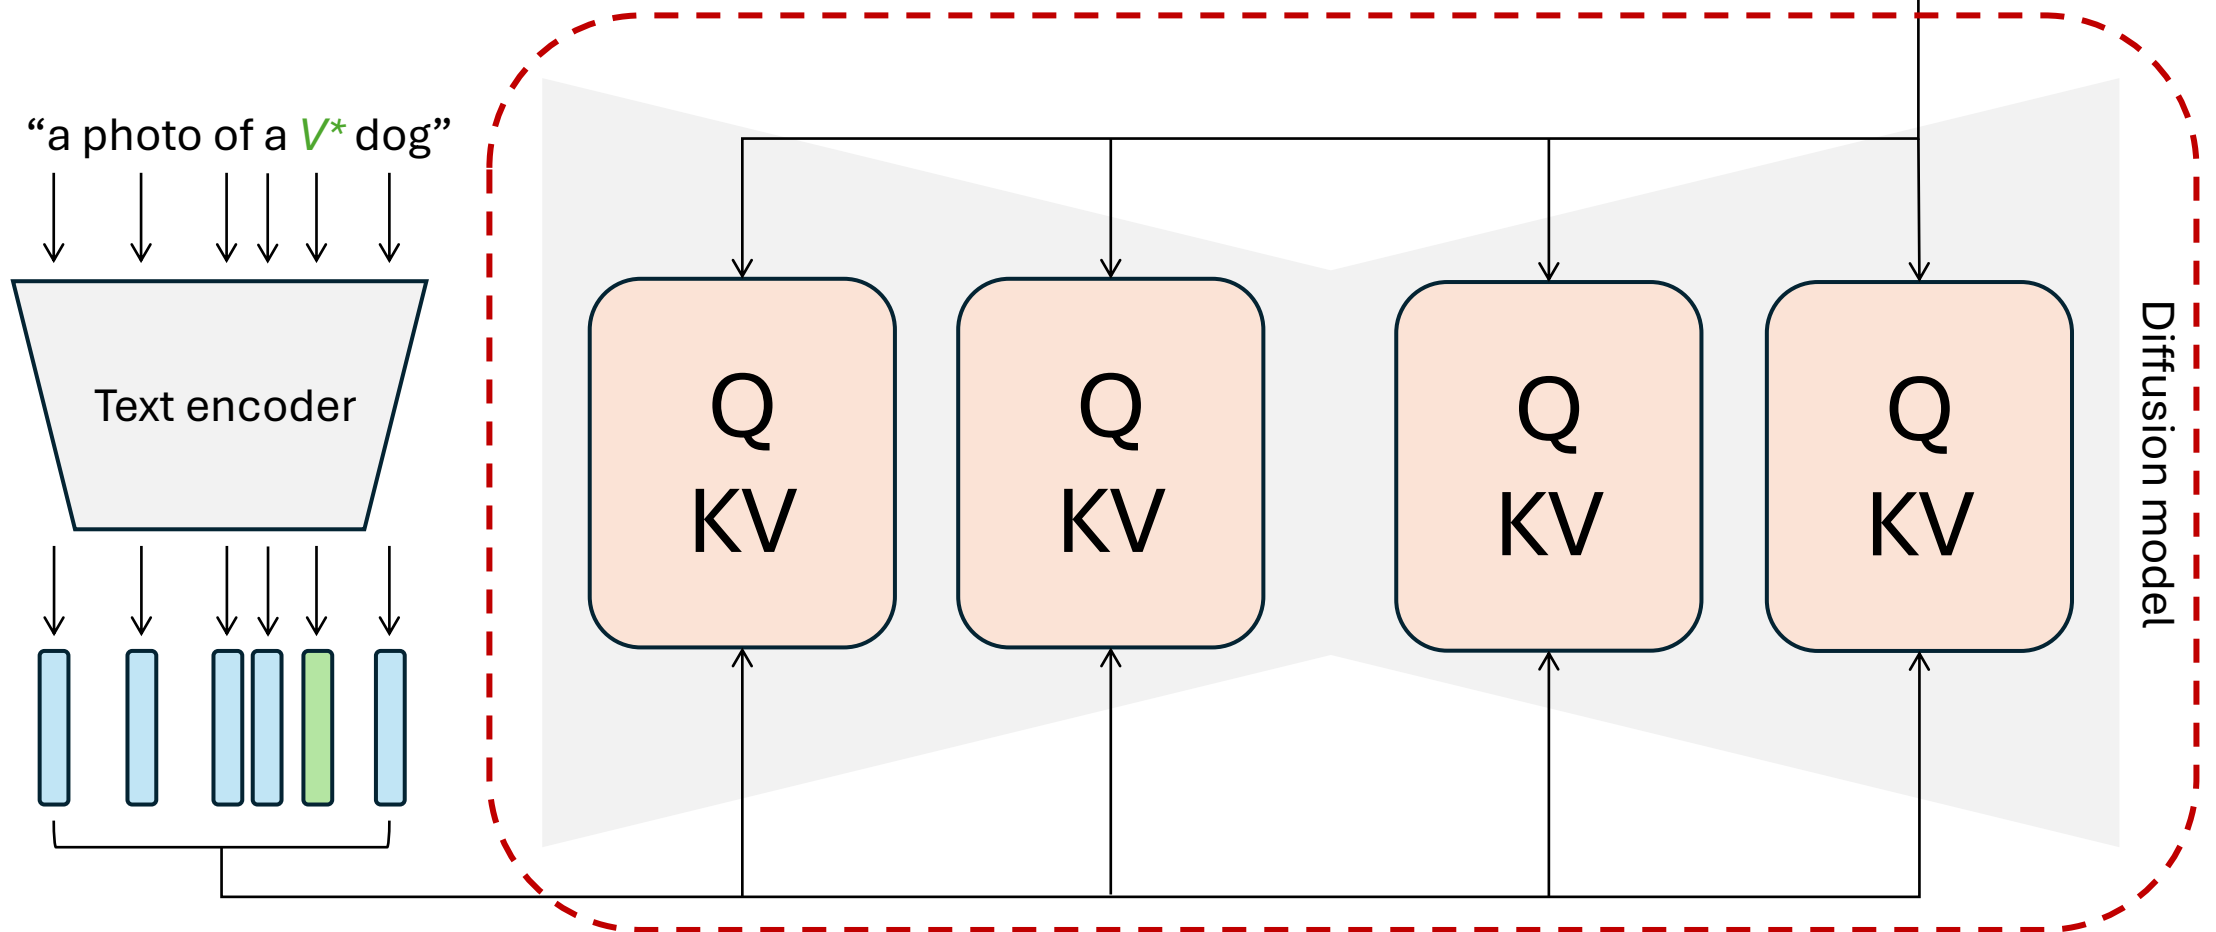 “a photo of a V* dog”
Text encoder
Q
KV
Q
KV
Q
KV
Q
KV
Diffusion model